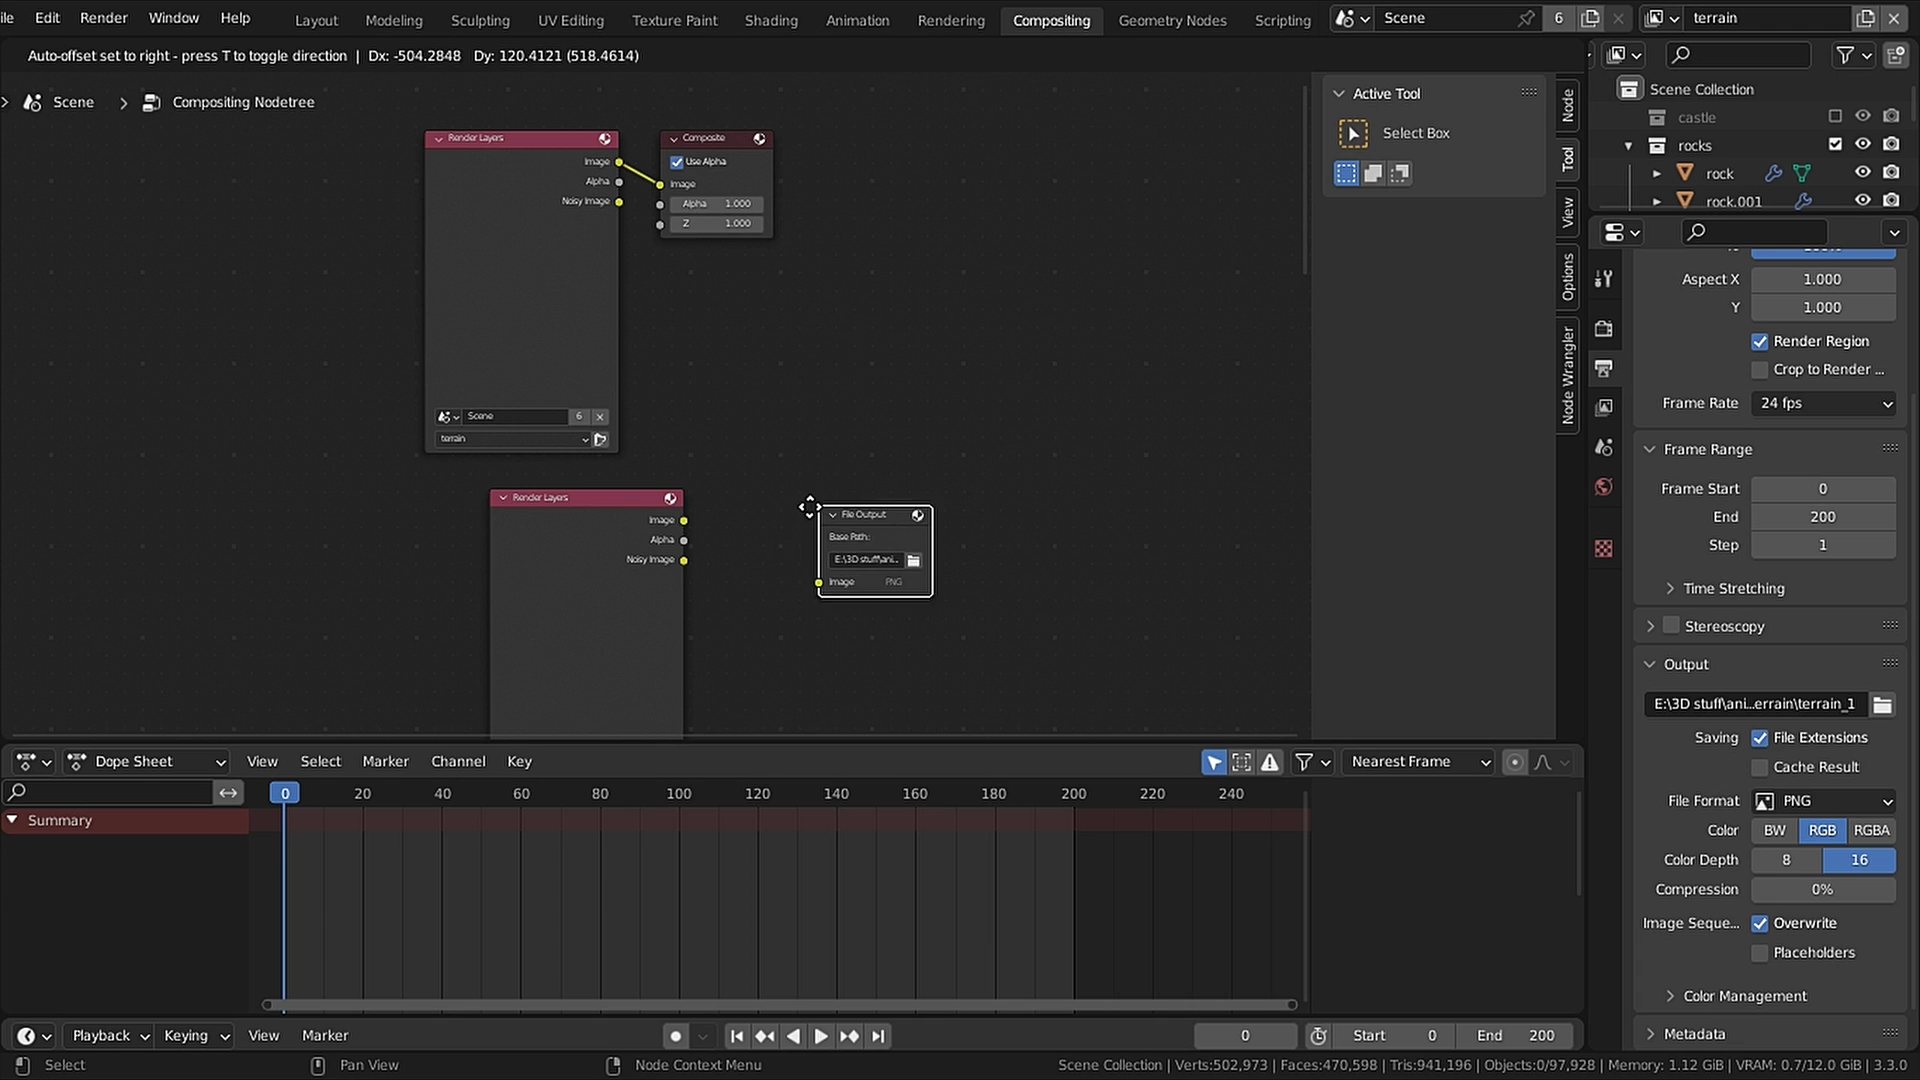 ile Edit Render Window Help Layout Modeling Sculpting UV Editing Texture Paint Shading Animation Rendering Compositing Geometry Nodes Scripting Scene 6 terrain
Auto-offset set to right - press T to toggle direction | Dx: -504.2848 Dy: 120.4121 (518.4614)
Scene Compositing Nodetree
Render Layers
Image
Alpha
Noisy Image
Scene 6
terrain
Composite
Use Alpha
Image
Alpha 1.000
Z 1.000
Render Layers
Image
Alpha
Noisy Image
File Output
Base Path:
E:\3D stuff\ani...
Image PNG
Active Tool
Select Box
Node
Tool
View
Options
Node Wrangler
Scene Collection
castle
rocks
rock
rock.001
Aspect X 1.000
Y 1.000
Render Region
Crop to Render ...
Frame Rate 24 fps
Frame Range
Frame Start 0
End 200
Step 1
Time Stretching
Stereoscopy
Output
E:\3D stuff\ani...errain\terrain_1
Saving File Extensions
Cache Result
File Format PNG
Color BW RGB RGBA
Color Depth 8 16
Compression 0%
Image Seque... Overwrite
Placeholders
Color Management
Metadata
Dope Sheet View Select Marker Channel Key Nearest Frame
0 20 40 60 80 100 120 140 160 180 200 220 240
Summary
Playback Keying View Marker 0 Start 0 End 200
Select Pan View Node Context Menu Scene Collection | Verts:502,973 | Faces:470,598 | Tris:941,196 | Objects:0/97,928 | Memory: 1.12 GiB | VRAM: 0.7/12.0 GiB | 3.3.0